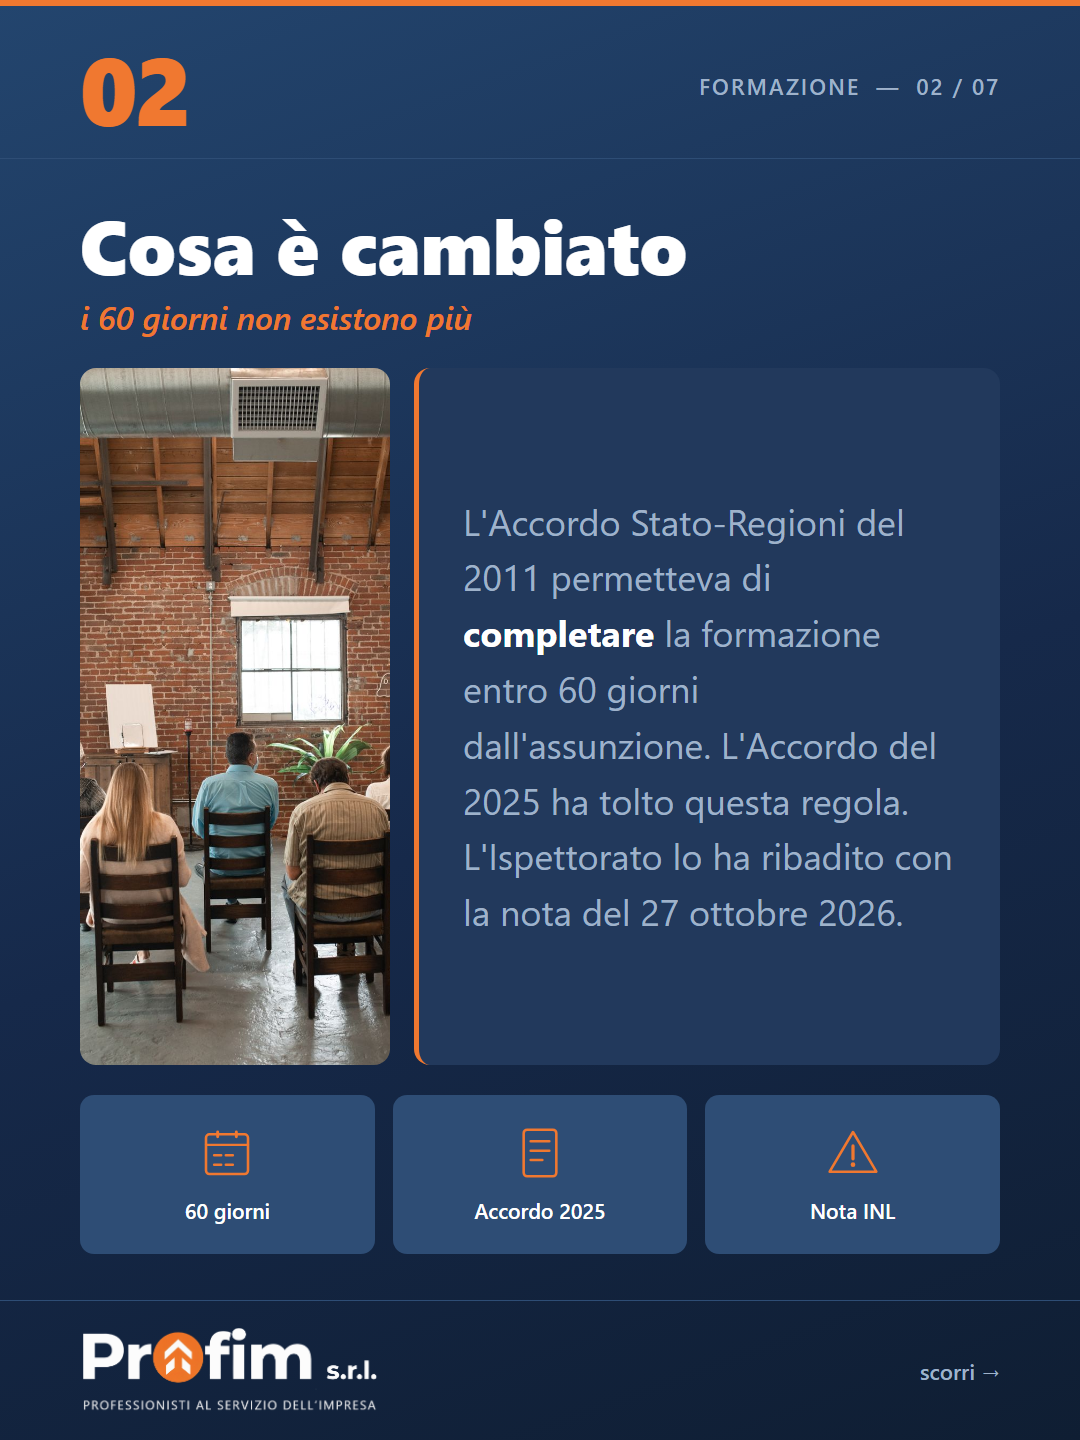 02
FORMAZIONE — 02 / 07
Cosa è cambiato
i 60 giorni non esistono più
L'Accordo Stato-Regioni del
2011 permetteva di
completare la formazione
entro 60 giorni
dall'assunzione. L'Accordo del
2025 ha tolto questa regola.
L'Ispettorato lo ha ribadito con
la nota del 27 ottobre 2026.
60 giorni
Accordo 2025
Nota INL
Profim s.r.l.
PROFESSIONISTI AL SERVIZIO DELL'IMPRESA
scorri →